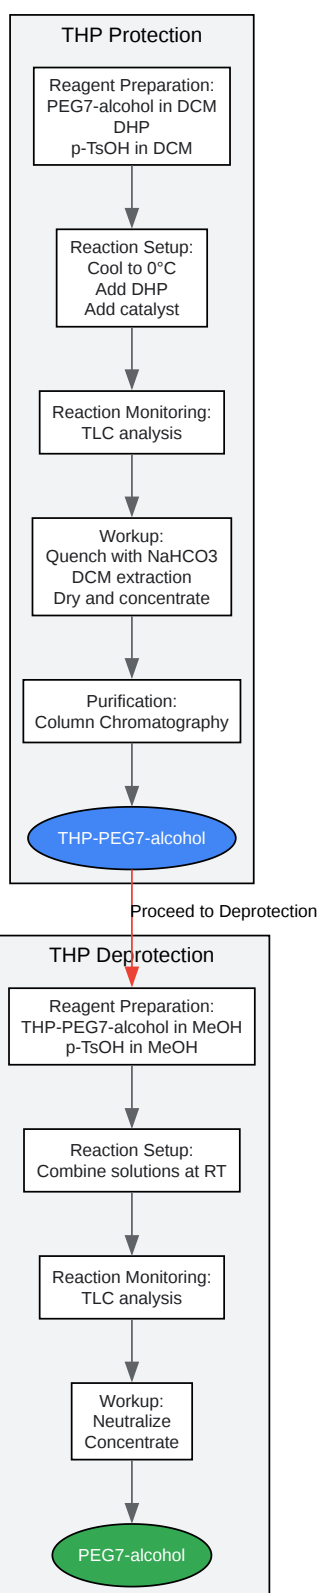 THP Protection
Reagent Preparation:
PEG7-alcohol in DCM
DHP
p-TsOH in DCM
Reaction Setup:
Cool to 0°C
Add DHP
Add catalyst
Reaction Monitoring:
TLC analysis
Workup:
Quench with NaHCO3
DCM extraction
Dry and concentrate
Purification:
Column Chromatography
THP-PEG7-alcohol
Proceed to Deprotection
THP Deprotection
Reagent Preparation:
THP-PEG7-alcohol in MeOH
p-TsOH in MeOH
Reaction Setup:
Combine solutions at RT
Reaction Monitoring:
TLC analysis
Workup:
Neutralize
Concentrate
PEG7-alcohol